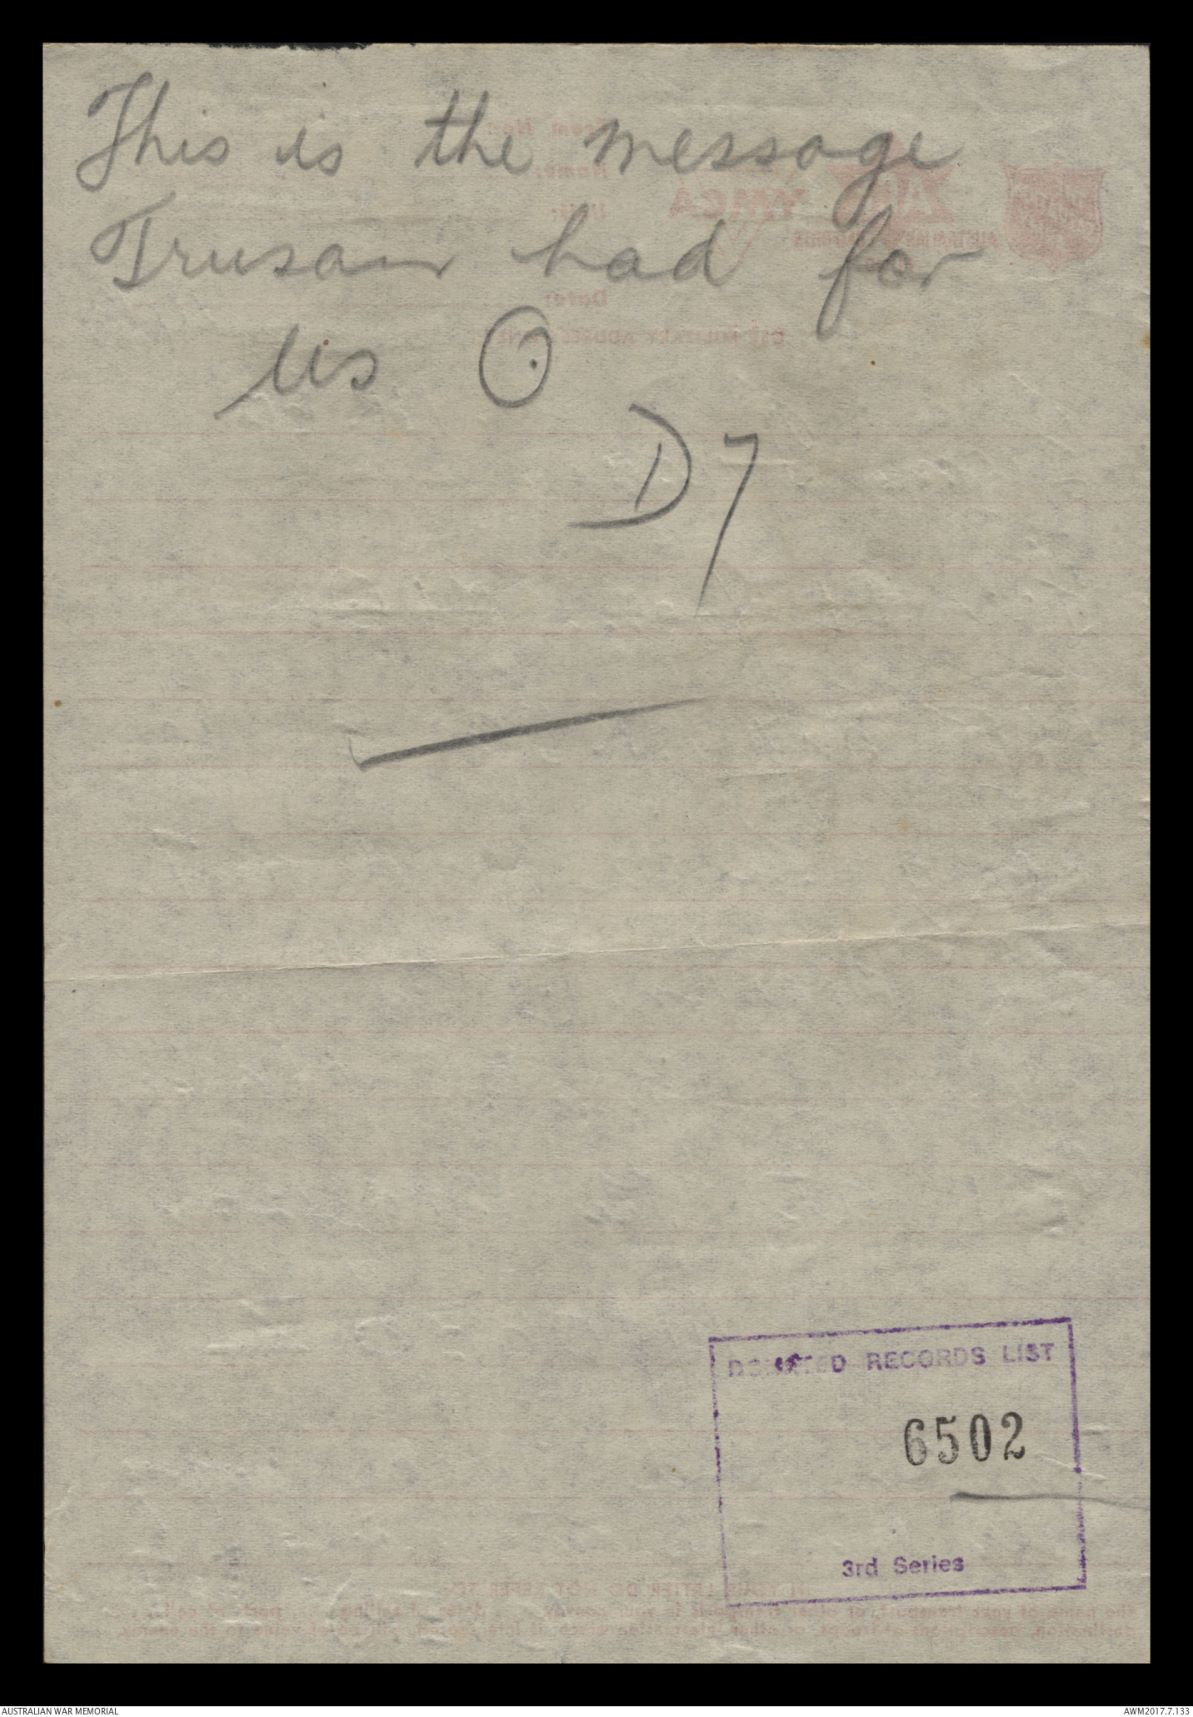 This is the message
Trusan had for
us ⊙
D7
DONATED RECORDS LIST
6502
3rd Series
AUSTRALIAN WAR MEMORIAL
AWM2017.7.133